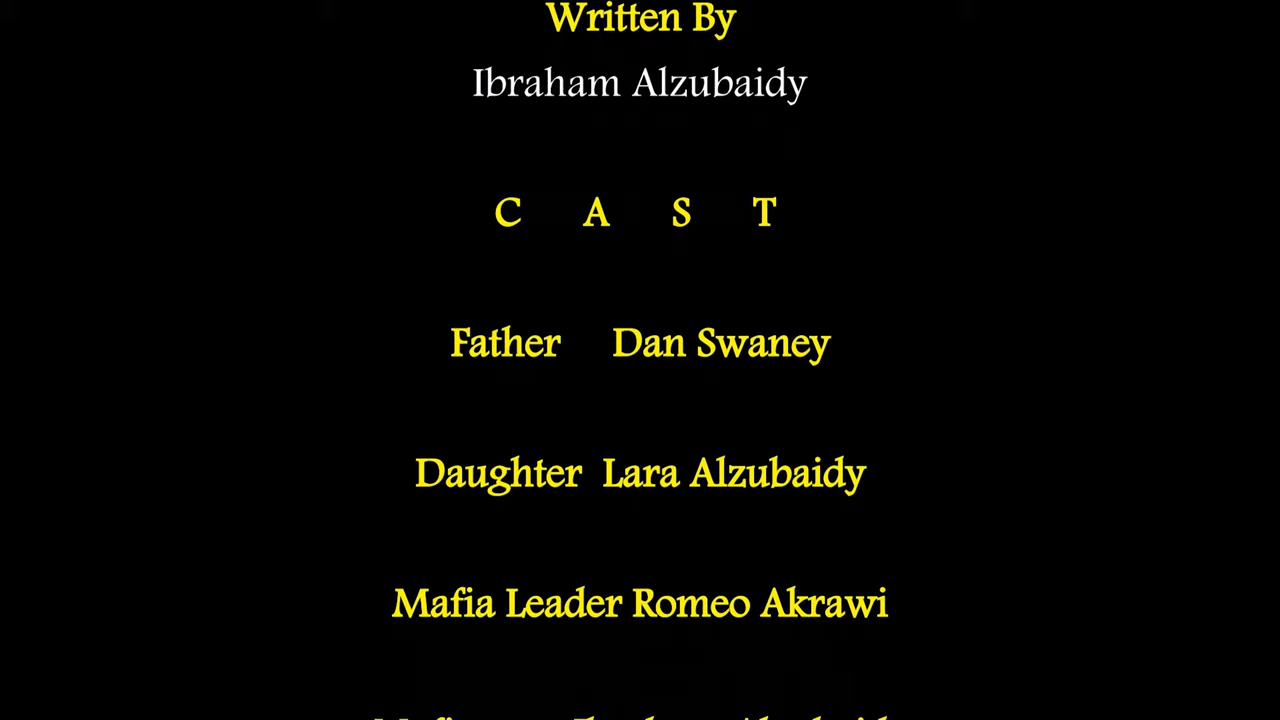 Written By
Ibraham Alzubaidy
C A S T
Father Dan Swaney
Daughter Lara Alzubaidy
Mafia Leader Romeo Akrawi